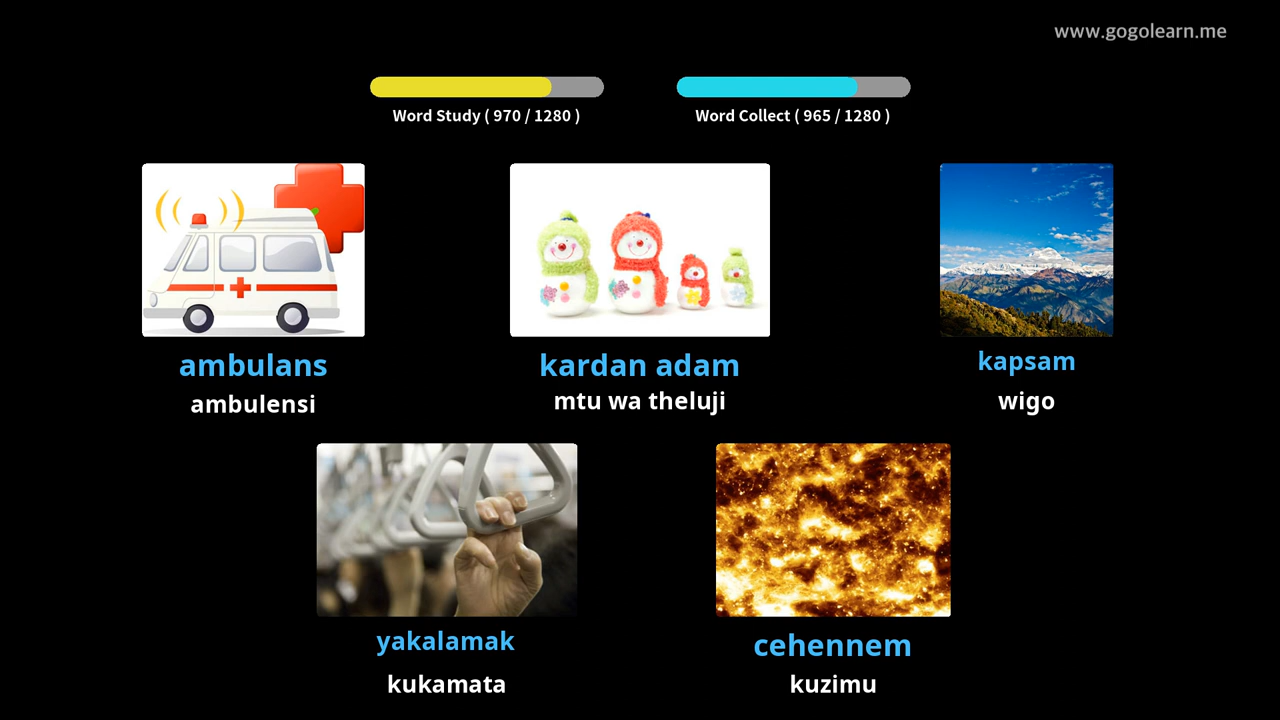 www.gogolearn.me
Word Study ( 970 / 1280 )
Word Collect ( 965 / 1280 )
ambulans
ambulensi
kardan adam
mtu wa theluji
kapsam
wigo
yakalamak
kukamata
cehennem
kuzimu